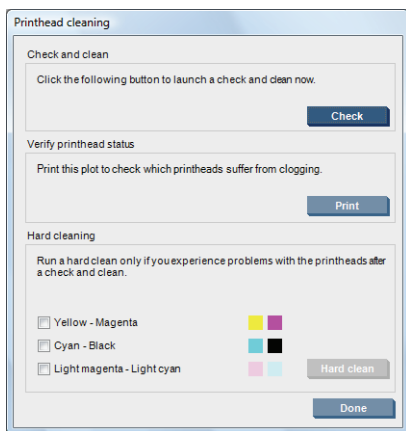 Printhead cleaning
Check and clean
Click the following button to launch a check and clean now.
Check
Verify printhead status
Print this plot to check which printheads suffer from clogging.
Print
Hard cleaning
Run a hard clean only if you experience problems with the printheads after
a check and clean.
Yellow - Magenta
Cyan - Black
Light magenta - Light cyan
Hard clean
Done